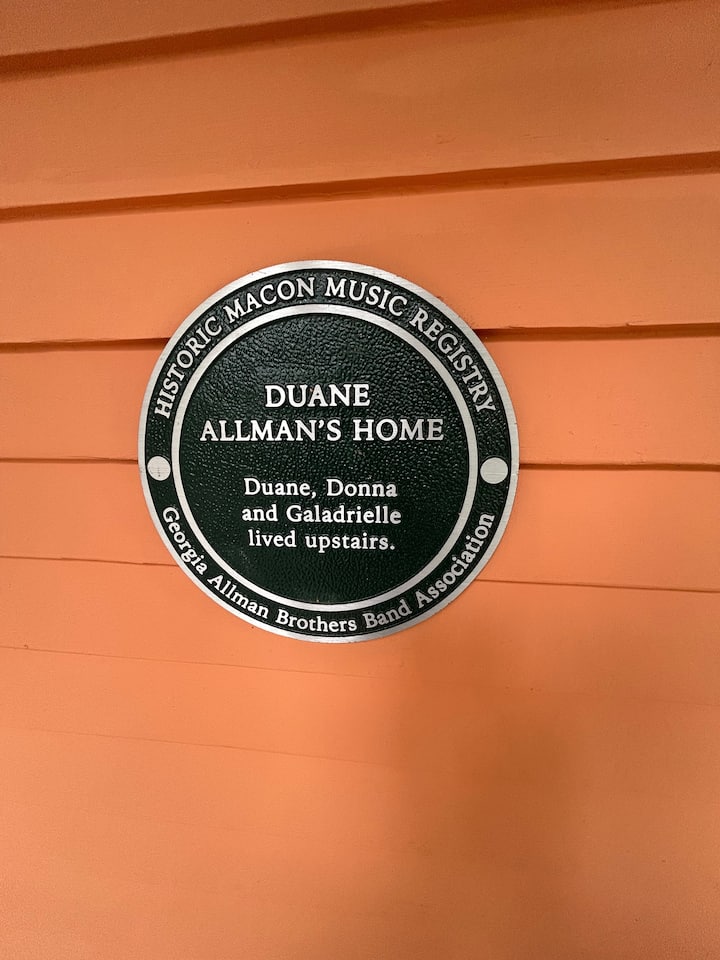 HISTORIC MACON MUSIC REGISTRY
DUANE
ALLMAN'S HOME
Duane, Donna
and Galadrielle
lived upstairs.
Georgia Allman Brothers Band Association